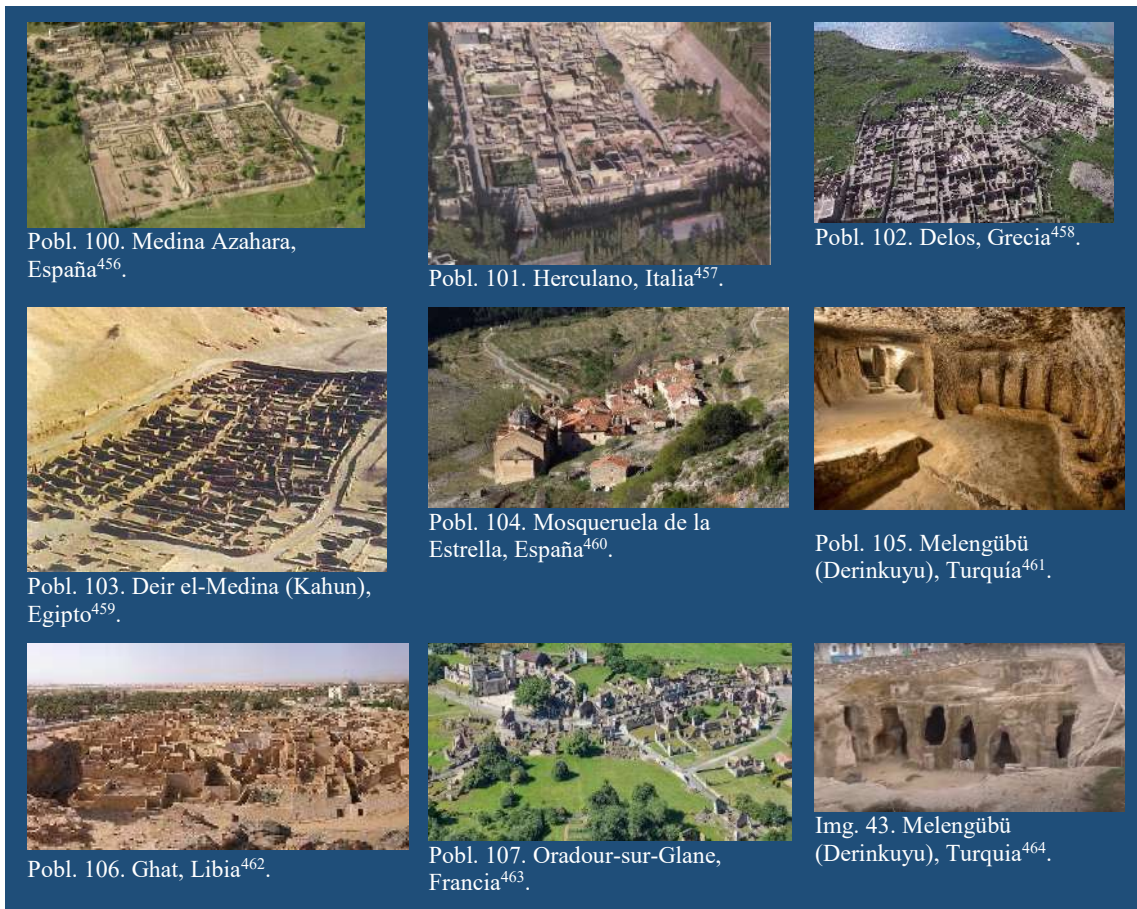 Pobl. 100. Medina Azahara,
España⁴⁵⁶.
Pobl. 101. Herculano, Italia⁴⁵⁷.
Pobl. 102. Delos, Grecia⁴⁵⁸.
Pobl. 103. Deir el-Medina (Kahun),
Egipto⁴⁵⁹.
Pobl. 104. Mosqueruela de la
Estrella, España⁴⁶⁰.
Pobl. 105. Melengübü
(Derinkuyu), Turquía⁴⁶¹.
Pobl. 106. Ghat, Libia⁴⁶².
Pobl. 107. Oradour-sur-Glane,
Francia⁴⁶³.
Img. 43. Melengübü
(Derinkuyu), Turquia⁴⁶⁴.